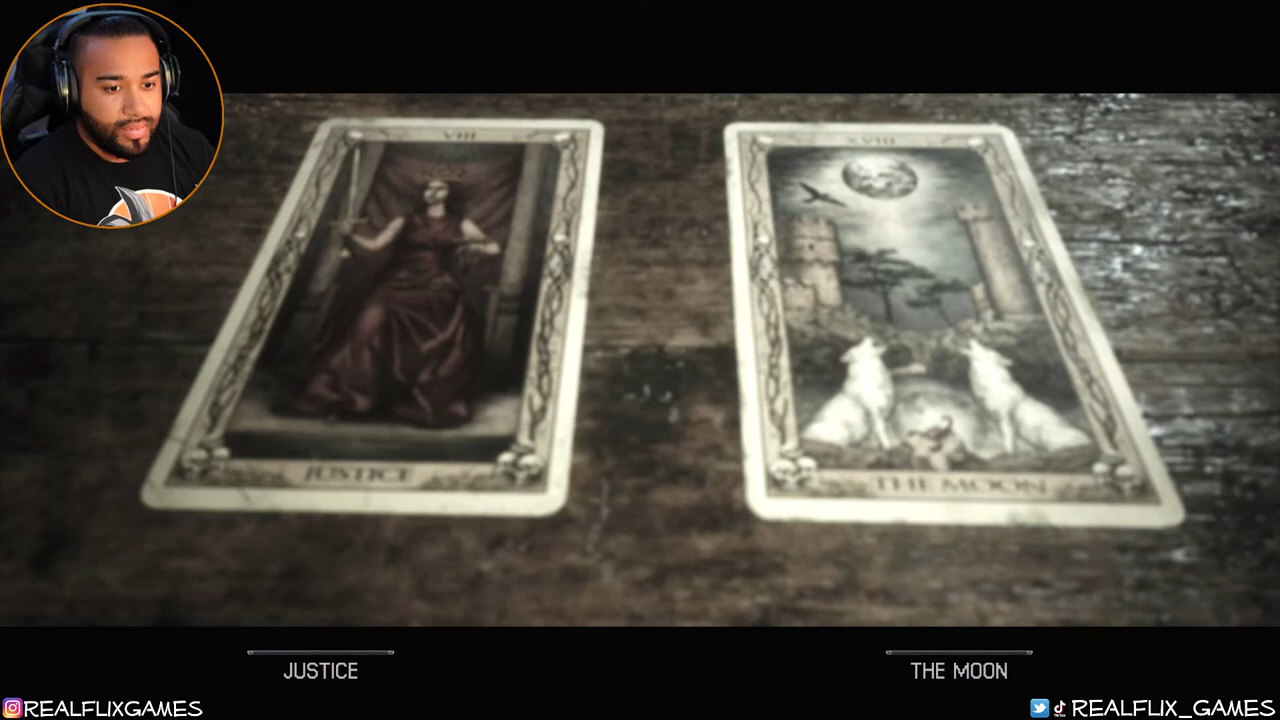 VIII
XVIII
JUSTICE
THE MOON
JUSTICE
THE MOON
REALFLIXGAMES
REALFLIX_GAMES